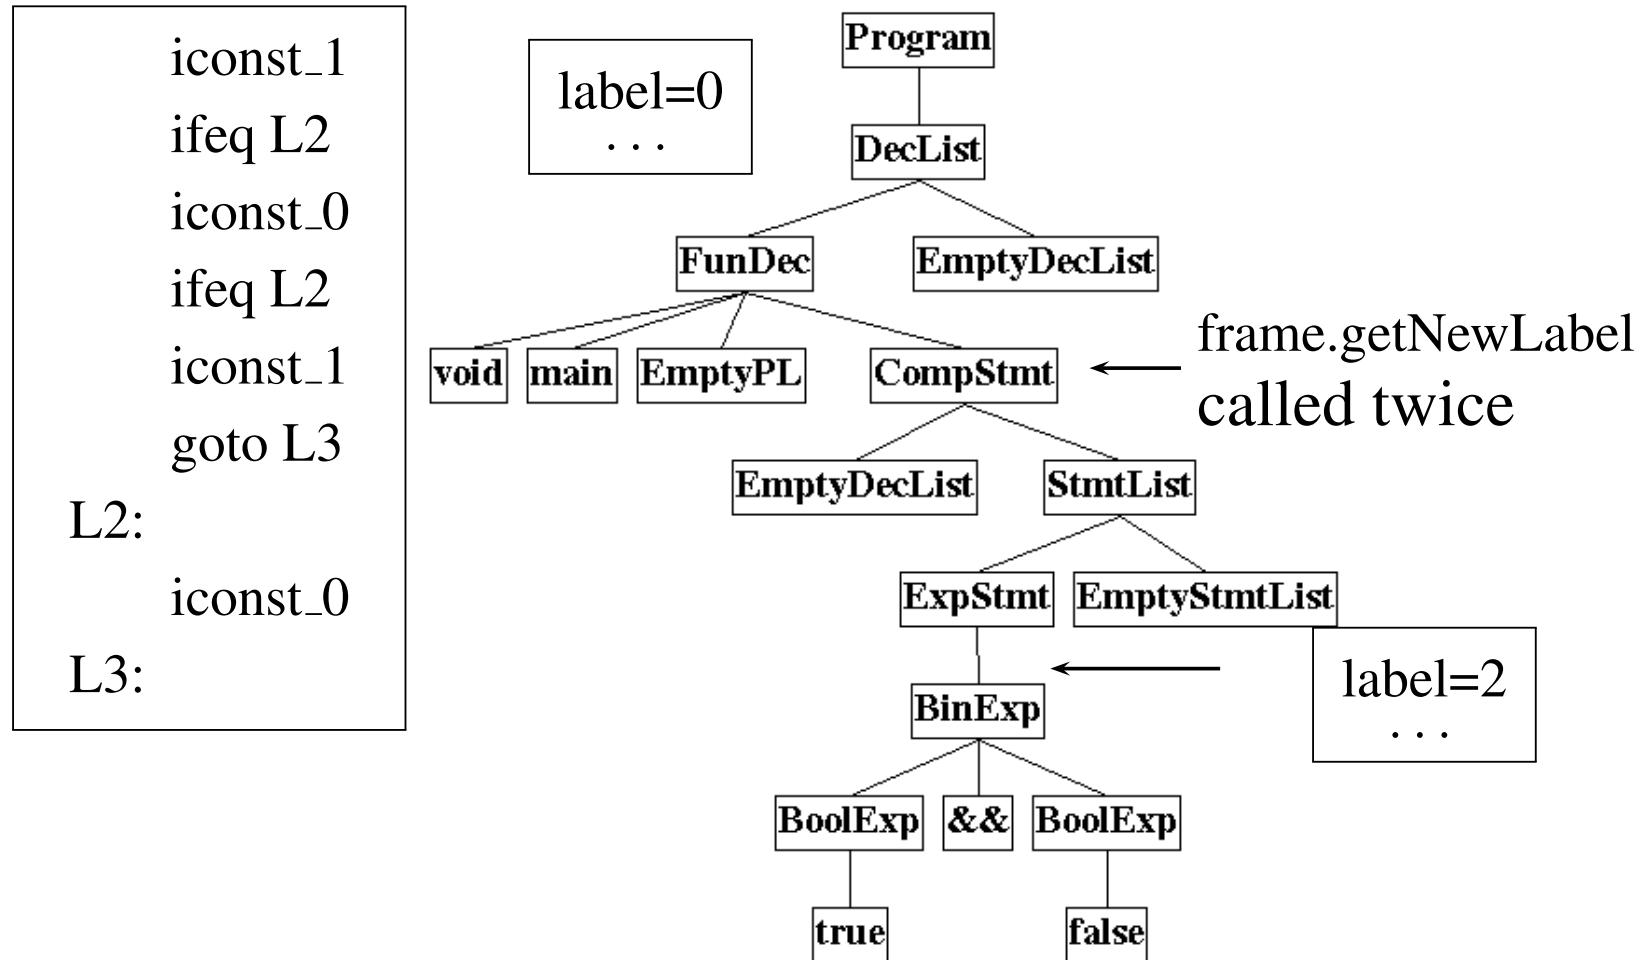 iconst_1
ifeq L2
iconst_0
ifeq L2
iconst_1
goto L3
L2:
iconst_0
L3:
label=0
. . .
Program
DecList
FunDec
EmptyDecList
void
main
EmptyPL
CompStmt
frame.getNewLabel
called twice
EmptyDecList
StmtList
ExpStmt
EmptyStmtList
label=2
. . .
BinExp
BoolExp
&&
BoolExp
true
false